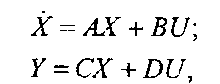 Ẋ = AX + BU;
Y = CX + DU,